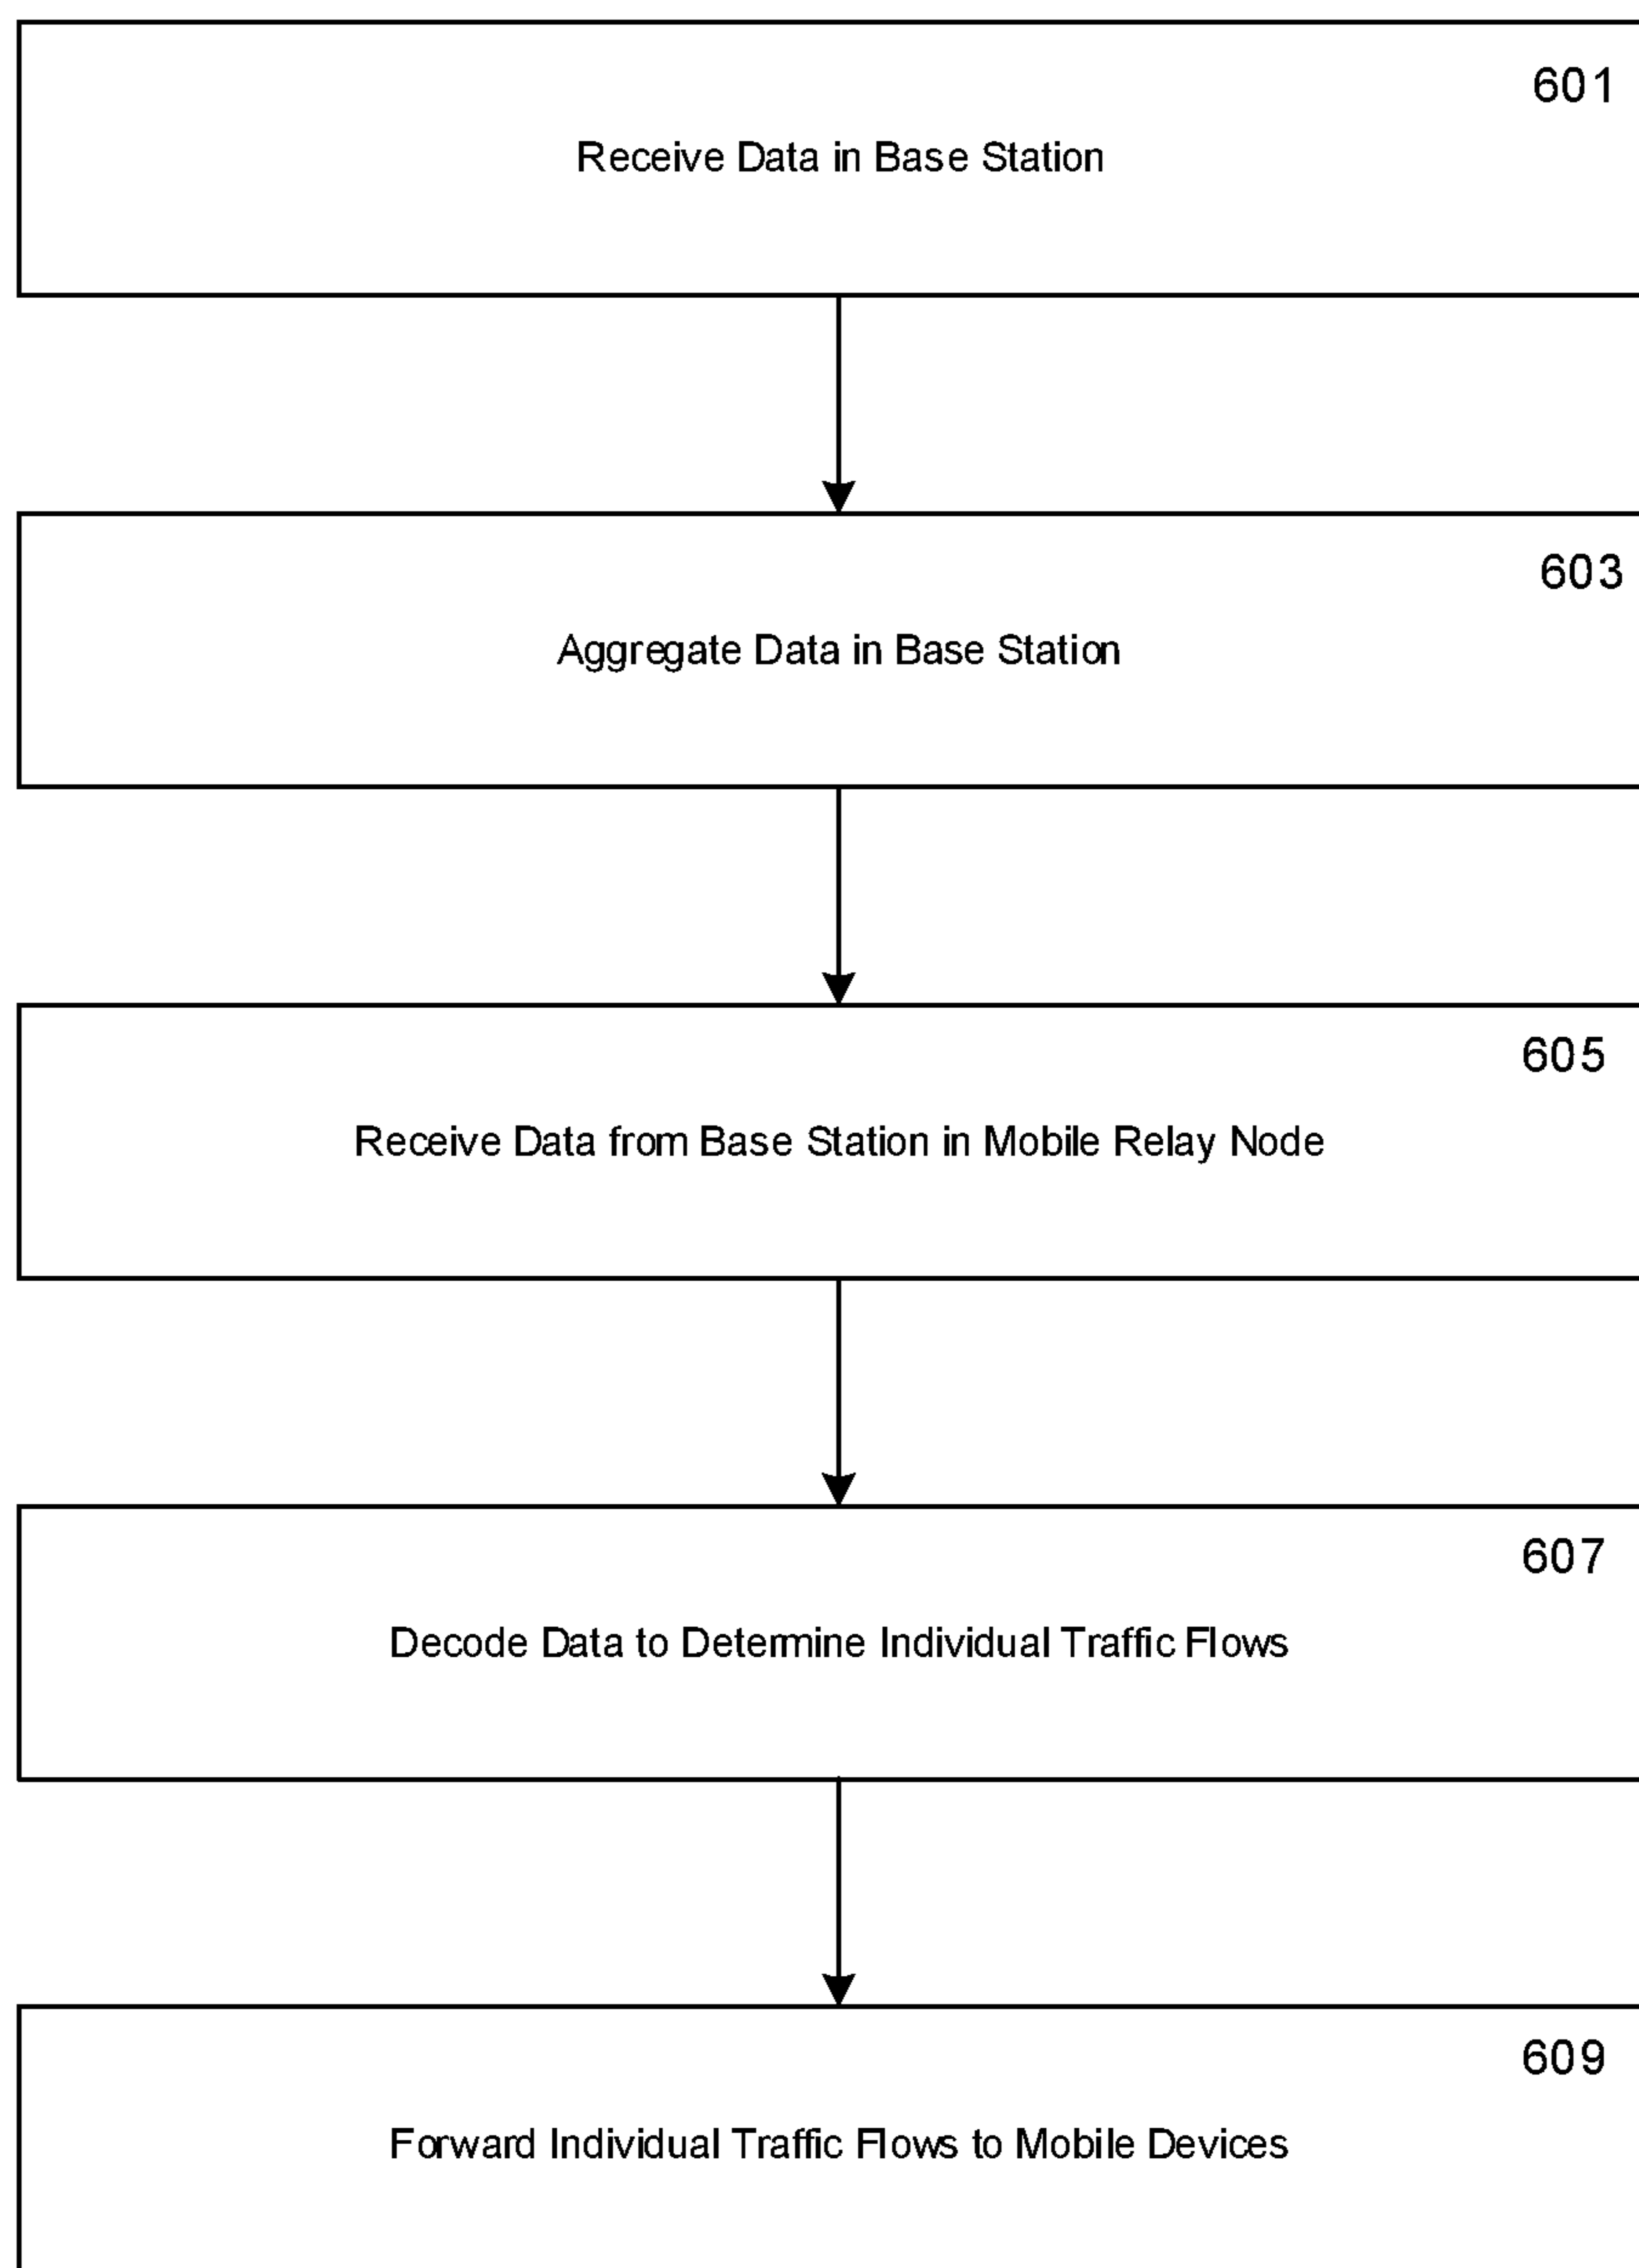 601
Receive Data in Base Station
603
Aggregate Data in Base Station
605
Receive Data from Base Station in Mobile Relay Node
607
Decode Data to Determine Individual Traffic Flows
609
Forward Individual Traffic Flows to Mobile Devices